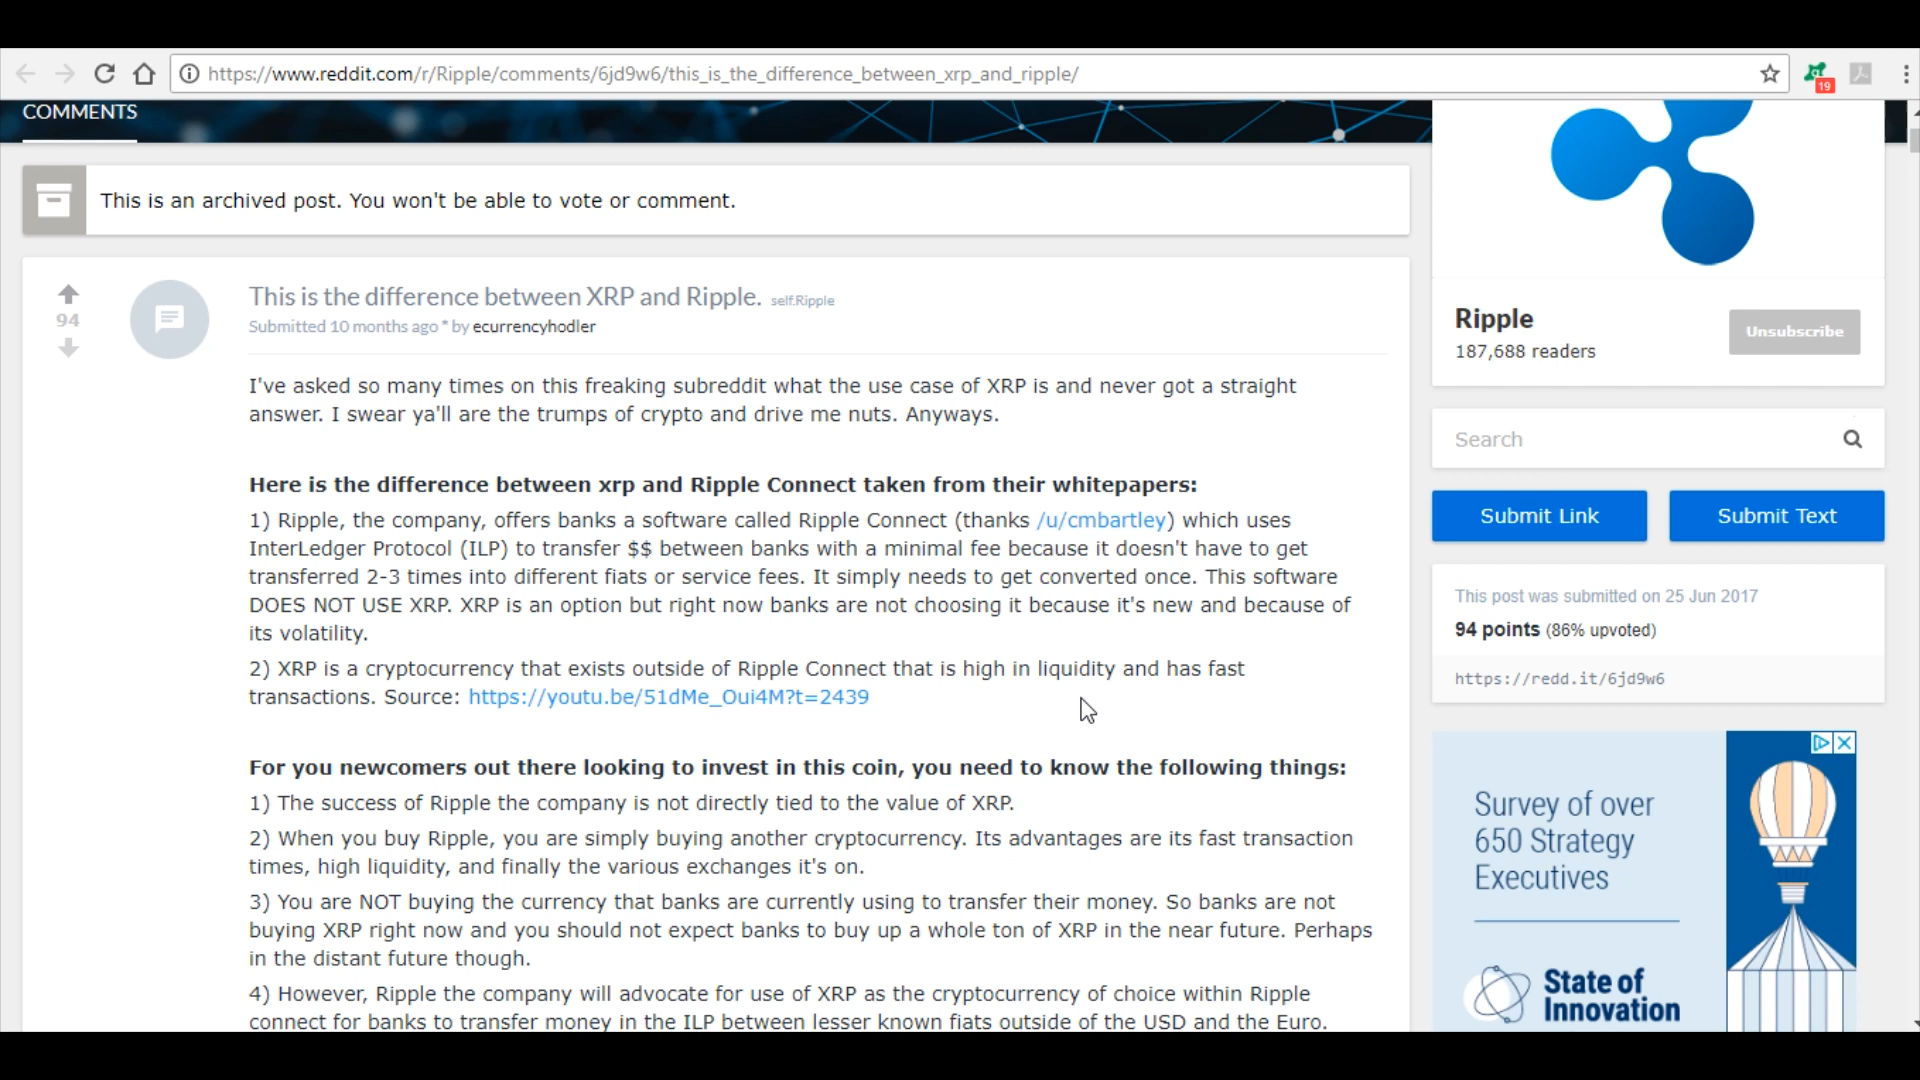 https://www.reddit.com/r/Ripple/comments/6jd9w6/this_is_the_difference_between_xrp_and_ripple/
19
COMMENTS
This is an archived post. You won't be able to vote or comment.
94
This is the difference between XRP and Ripple. self.Ripple
Submitted 10 months ago * by ecurrencyhodler
I've asked so many times on this freaking subreddit what the use case of XRP is and never got a straight
answer. I swear ya'll are the trumps of crypto and drive me nuts. Anyways.
Here is the difference between xrp and Ripple Connect taken from their whitepapers:
1) Ripple, the company, offers banks a software called Ripple Connect (thanks /u/cmbartley) which uses
InterLedger Protocol (ILP) to transfer $$ between banks with a minimal fee because it doesn't have to get
transferred 2-3 times into different fiats or service fees. It simply needs to get converted once. This software
DOES NOT USE XRP. XRP is an option but right now banks are not choosing it because it's new and because of
its volatility.
2) XRP is a cryptocurrency that exists outside of Ripple Connect that is high in liquidity and has fast
transactions. Source: https://youtu.be/51dMe_Oui4M?t=2439
For you newcomers out there looking to invest in this coin, you need to know the following things:
1) The success of Ripple the company is not directly tied to the value of XRP.
2) When you buy Ripple, you are simply buying another cryptocurrency. Its advantages are its fast transaction
times, high liquidity, and finally the various exchanges it's on.
3) You are NOT buying the currency that banks are currently using to transfer their money. So banks are not
buying XRP right now and you should not expect banks to buy up a whole ton of XRP in the near future. Perhaps
in the distant future though.
4) However, Ripple the company will advocate for use of XRP as the cryptocurrency of choice within Ripple
connect for banks to transfer money in the ILP between lesser known fiats outside of the USD and the Euro.
Ripple
187,688 readers
Unsubscribe
Search
Submit Link
Submit Text
This post was submitted on 25 Jun 2017
94 points (86% upvoted)
https://redd.it/6jd9w6
Survey of over
650 Strategy
Executives
State of
Innovation